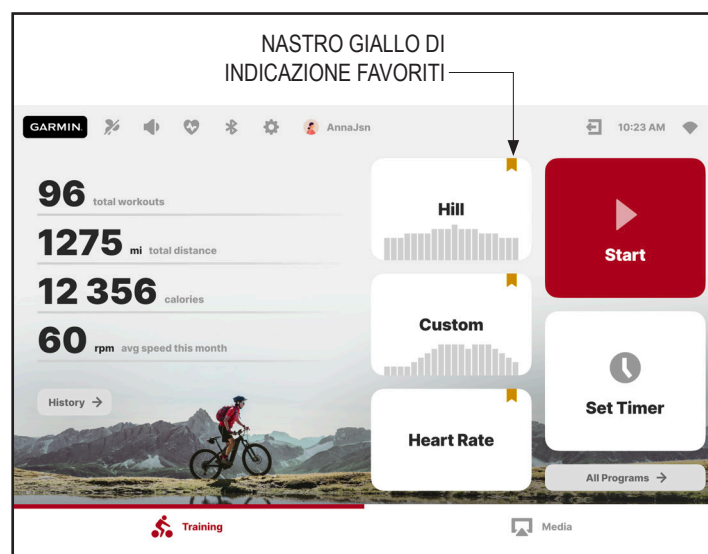 NASTRO GIALLO DI
INDICAZIONE FAVORITI
GARMIN.
AnnaJsn
10:23 AM
96 total workouts
1275 mi total distance
12 356 calories
60 rpm avg speed this month
History →
Hill
Custom
Heart Rate
Start
Set Timer
All Programs →
Training
Media